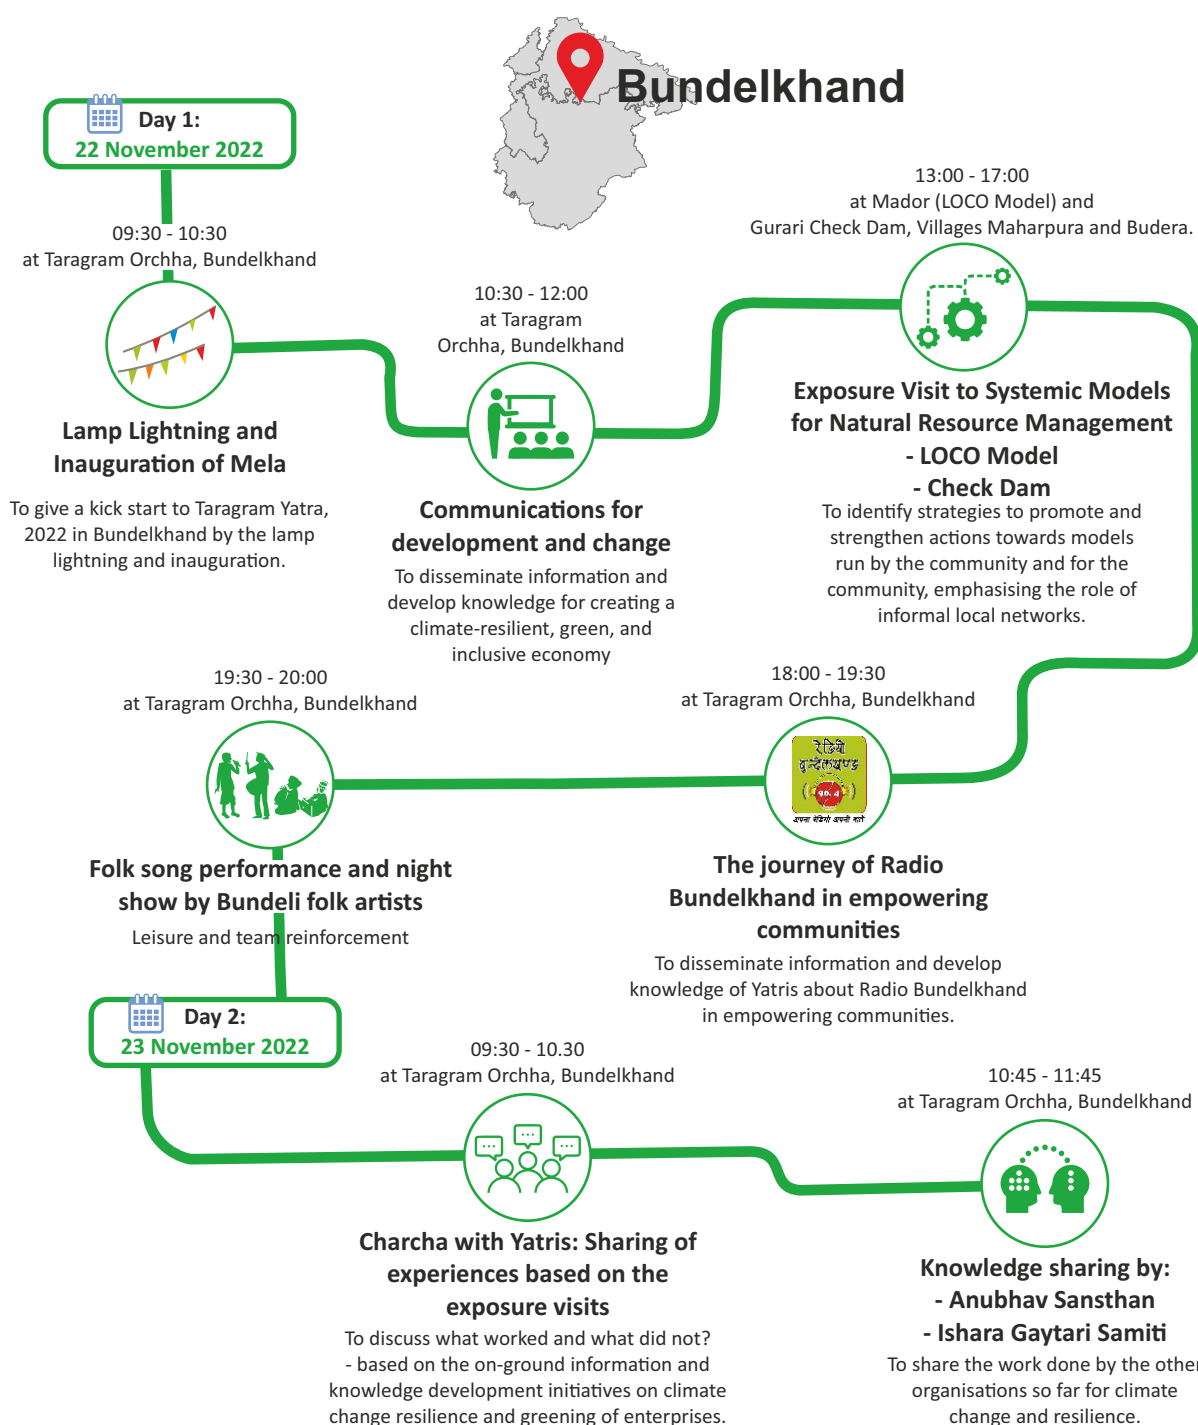 Bundelkhand
Day 1:
22 November 2022
09:30 - 10:30
at Taragram Orchha, Bundelkhand
Lamp Lightning and
Inauguration of Mela
To give a kick start to Taragram Yatra,
2022 in Bundelkhand by the lamp
lightning and inauguration.
10:30 - 12:00
at Taragram
Orchha, Bundelkhand
Communications for
development and change
To disseminate information and
develop knowledge for creating a
climate-resilient, green, and
inclusive economy
13:00 - 17:00
at Mador (LOCO Model) and
Gurari Check Dam, Villages Maharpura and Budera.
Exposure Visit to Systemic Models
for Natural Resource Management
- LOCO Model
- Check Dam
To identify strategies to promote and
strengthen actions towards models
run by the community and for the
community, emphasising the role of
informal local networks.
18:00 - 19:30
at Taragram Orchha, Bundelkhand
रेडियो
बुन्देलखण्ड
90.4
The journey of Radio
Bundelkhand in empowering
communities
To disseminate information and develop
knowledge of Yatris about Radio Bundelkhand
in empowering communities.
19:30 - 20:00
at Taragram Orchha, Bundelkhand
Folk song performance and night
show by Bundeli folk artists
Leisure and team reinforcement
Day 2:
23 November 2022
09:30 - 10.30
at Taragram Orchha, Bundelkhand
Charcha with Yatris: Sharing of
experiences based on the
exposure visits
To discuss what worked and what did not?
- based on the on-ground information and
knowledge development initiatives on climate
change resilience and greening of enterprises.
10:45 - 11:45
at Taragram Orchha, Bundelkhand
Knowledge sharing by:
- Anubhav Sansthan
- Ishara Gaytari Samiti
To share the work done by the other
organisations so far for climate
change and resilience.